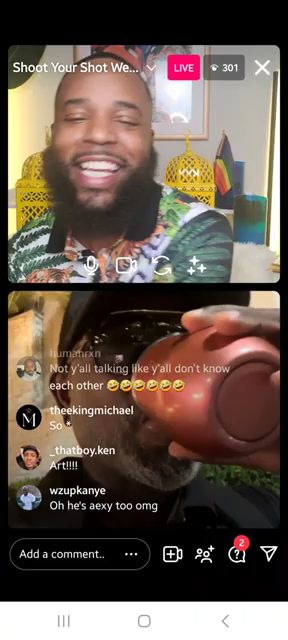 Shoot Your Shot We...
LIVE
301
humanrxn
Not y'all talking like y'all don't know
each other 🤣🤣🤣🤣🤣🤣
M
theekingmichael
So *
_thatboy.ken
Art!!!!
wzupkanye
Oh he's aexy too omg
Add a comment..
2